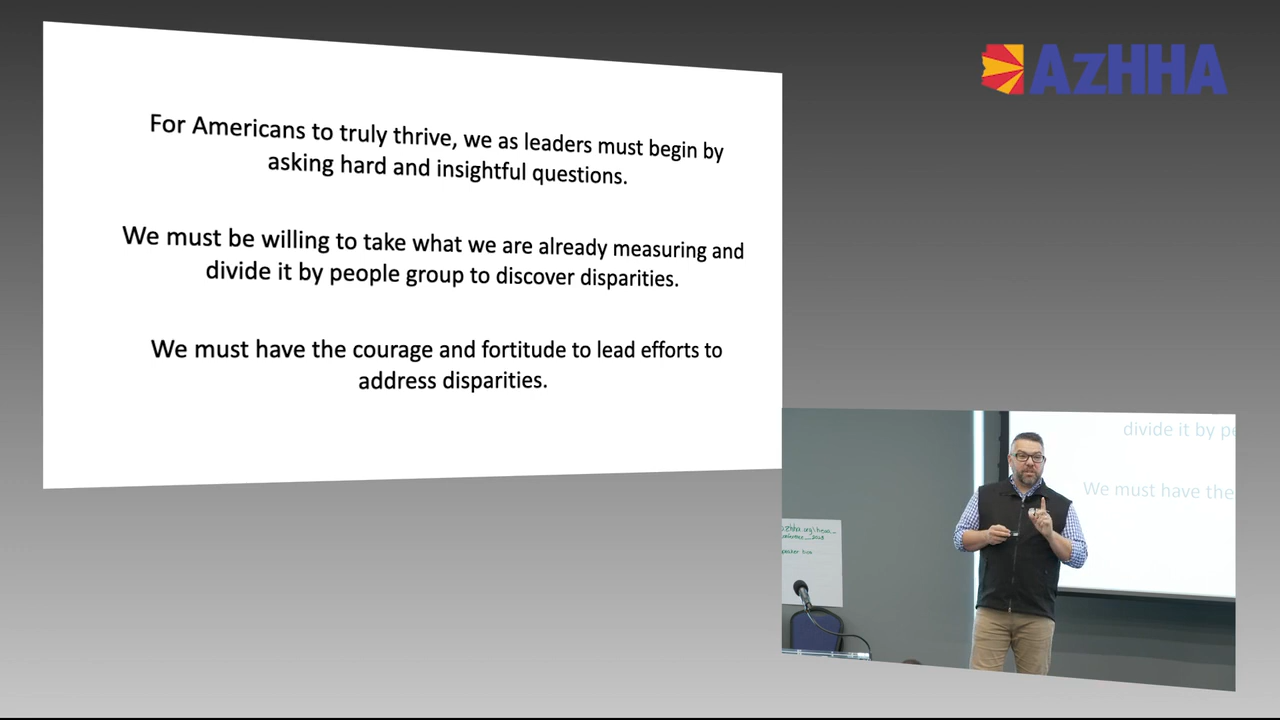 AzHHA
For Americans to truly thrive, we as leaders must begin by
asking hard and insightful questions.
We must be willing to take what we are already measuring and
divide it by people group to discover disparities.
We must have the courage and fortitude to lead efforts to
address disparities.
divide it by pe
We must have the